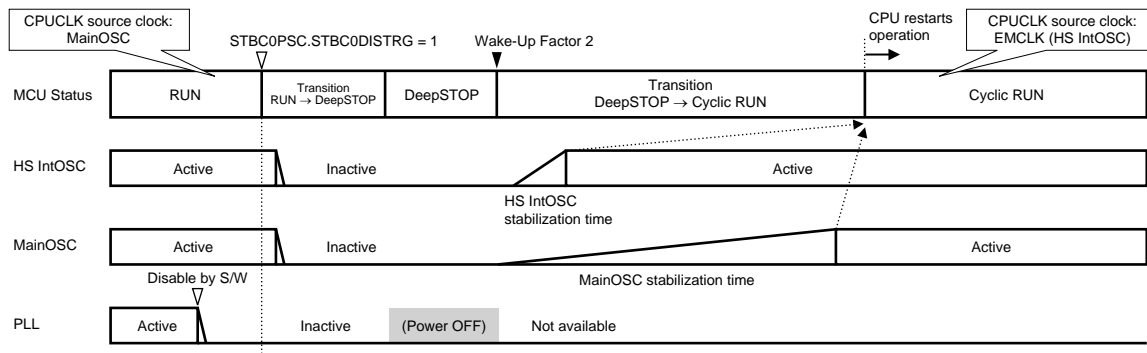 CPUCLK source clock:
MainOSC
STBC0PSC.STBC0DISTRG = 1
Wake-Up Factor 2
CPU restarts
operation
CPUCLK source clock:
EMCLK (HS IntOSC)
MCU Status
RUN
Transition
RUN → DeepSTOP
DeepSTOP
Transition
DeepSTOP → Cyclic RUN
Cyclic RUN
HS IntOSC
Active
Inactive
Active
HS IntOSC
stabilization time
MainOSC
Active
Inactive
Active
MainOSC stabilization time
Disable by S/W
PLL
Active
Inactive
(Power OFF)
Not available